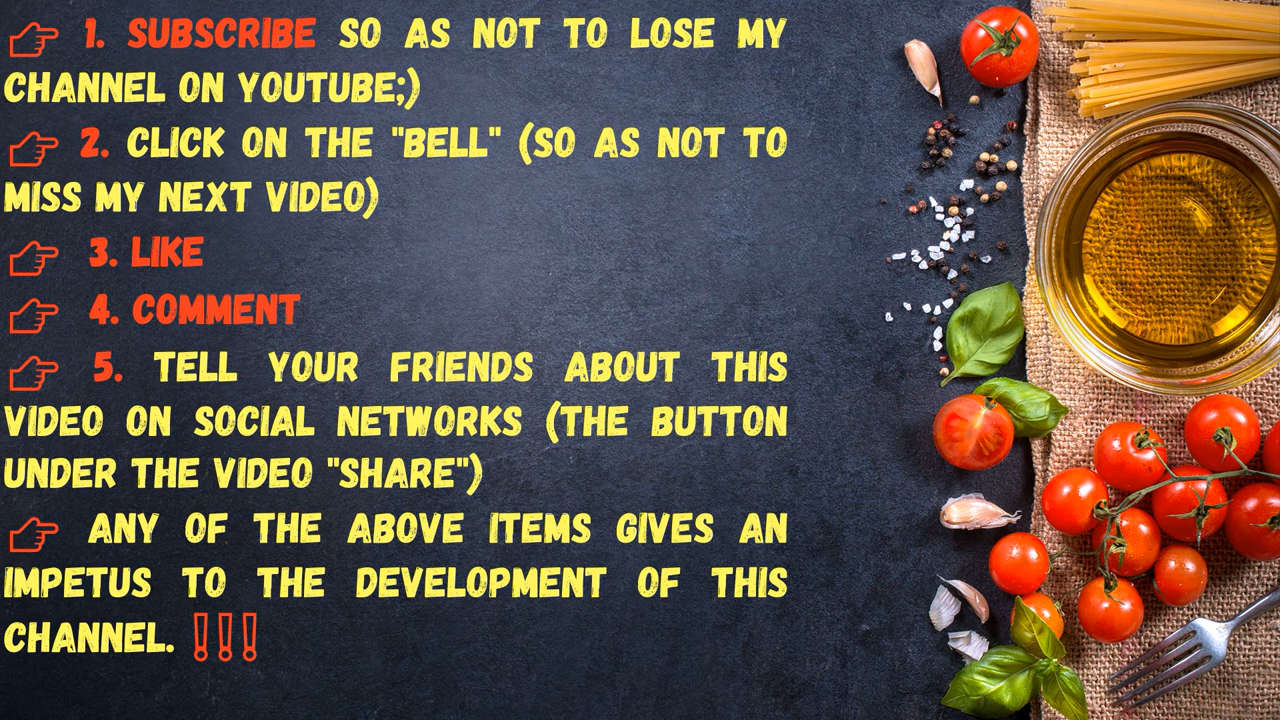 👉 1. SUBSCRIBE SO AS NOT TO LOSE MY
CHANNEL ON YOUTUBE;)
👉 2. CLICK ON THE "BELL" (SO AS NOT TO
MISS MY NEXT VIDEO)
👉 3. LIKE
👉 4. COMMENT
👉 5. TELL YOUR FRIENDS ABOUT THIS
VIDEO ON SOCIAL NETWORKS (THE BUTTON
UNDER THE VIDEO "SHARE")
👉 ANY OF THE ABOVE ITEMS GIVES AN
IMPETUS TO THE DEVELOPMENT OF THIS
CHANNEL. !!!